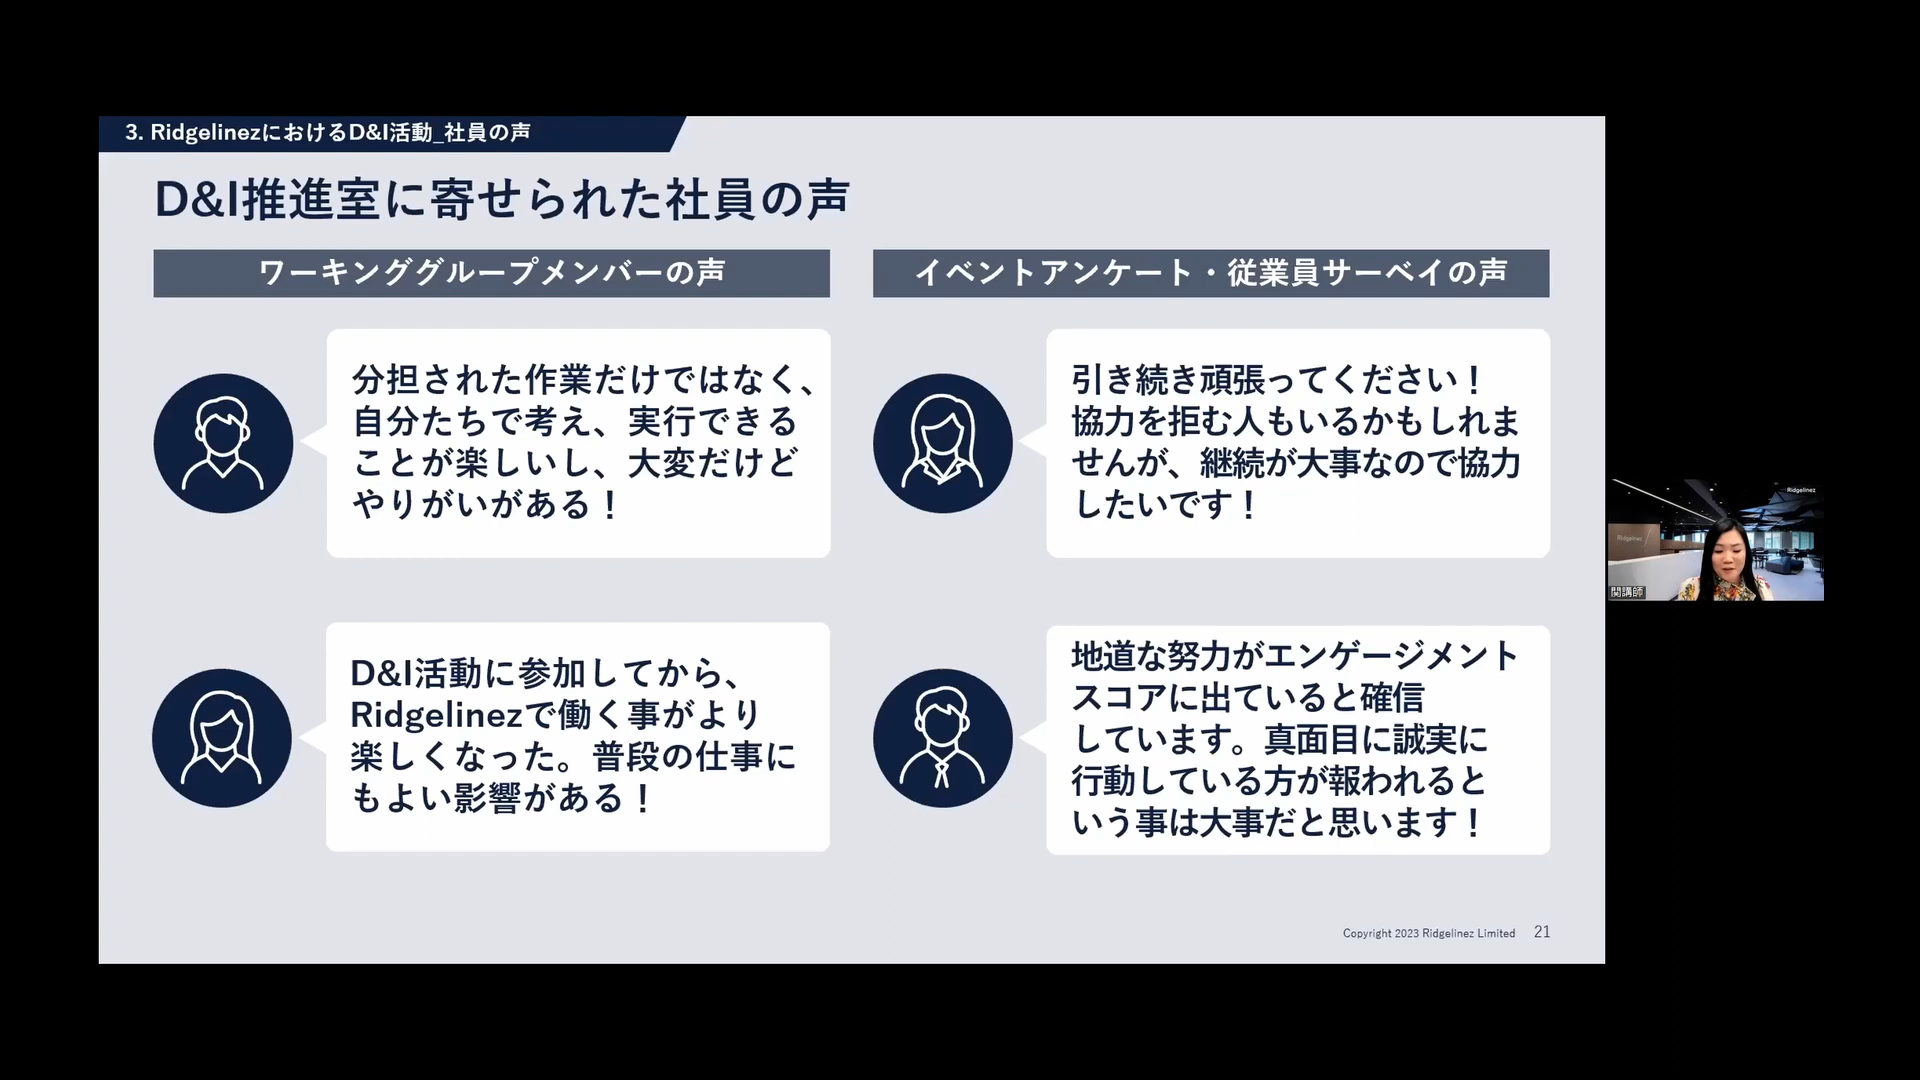 3. RidgelinezにおけるD&I活動_社員の声
D&I推進室に寄せられた社員の声
ワーキンググループメンバーの声
分担された作業だけではなく、
自分たちで考え、実行できる
ことが楽しいし、大変だけど
やりがいがある！
D&I活動に参加してから、
Ridgelinezで働く事がより
楽しくなった。普段の仕事に
もよい影響がある！
イベントアンケート・従業員サーベイの声
引き続き頑張ってください！
協力を拒む人もいるかもしれま
せんが、継続が大事なので協力
したいです！
地道な努力がエンゲージメント
スコアに出ていると確信
しています。真面目に誠実に
行動している方が報われると
いう事は大事だと思います！
Copyright 2023 Ridgelinez Limited 21
Ridgelinez
Ridgelinez
関講師